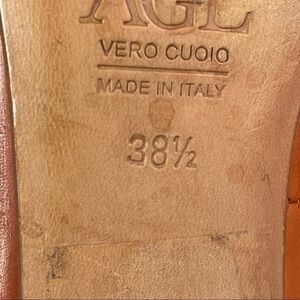 AGL
VERO CUOIO
MADE IN ITALY
38½